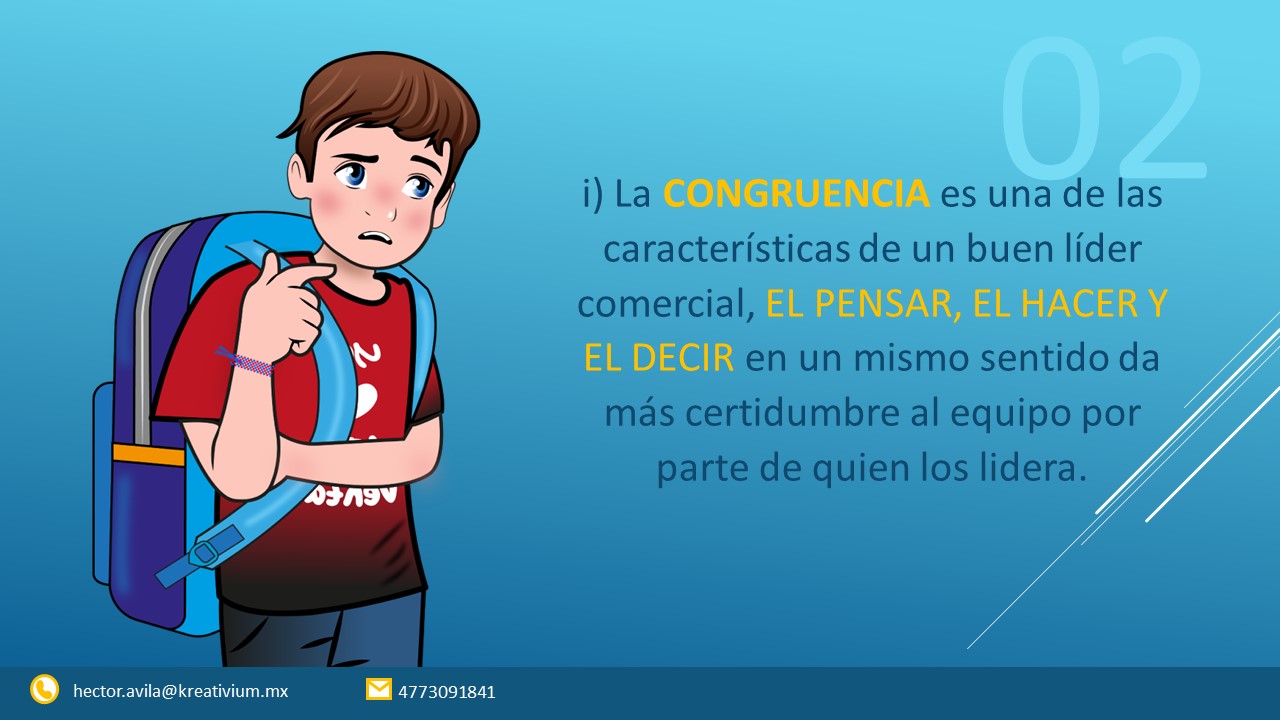 02
i) La CONGRUENCIA es una de las
características de un buen líder
comercial, EL PENSAR, EL HACER Y
EL DECIR en un mismo sentido da
más certidumbre al equipo por
parte de quien los lidera.
hector.avila@kreativium.mx
4773091841